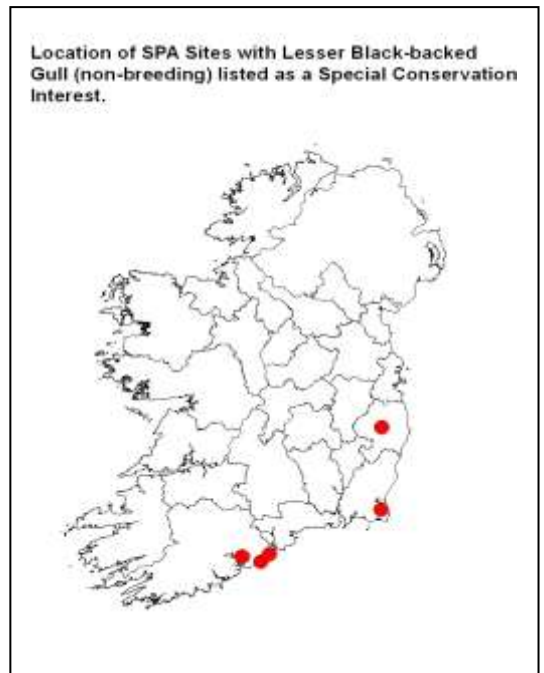 Location of SPA Sites with Lesser Black-backed
Gull (non-breeding) listed as a Special Conservation
Interest.